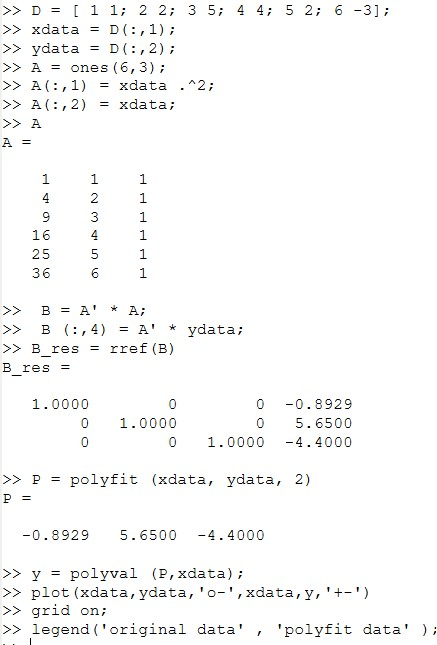 >> D = [ 1 1; 2 2; 3 5; 4 4; 5 2; 6 -3];
>> xdata = D(:,1);
>> ydata = D(:,2);
>> A = ones(6,3);
>> A(:,1) = xdata .^2;
>> A(:,2) = xdata;
>> A
A =
1 1 1
4 2 1
9 3 1
16 4 1
25 5 1
36 6 1
>> B = A' * A;
>> B (:,4) = A' * ydata;
>> B_res = rref(B)
B_res =
1.0000 0 0 -0.8929
0 1.0000 0 5.6500
0 0 1.0000 -4.4000
>> P = polyfit (xdata, ydata, 2)
P =
-0.8929 5.6500 -4.4000
>> y = polyval (P,xdata);
>> plot(xdata,ydata,'o-',xdata,y,'+-')
>> grid on;
>> legend('original data' , 'polyfit data' );
>>